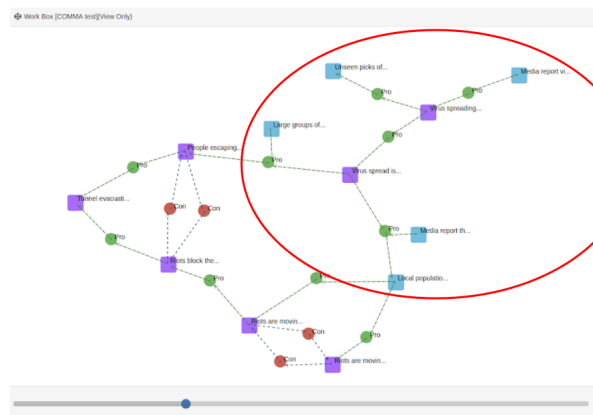 Work Box [COMMA test](View Only)
Unseen picks of...
Media report vi...
Pro
Pro
Virus spreading...
Large groups of...
Pro
People escaping...
Pro
Pro
Virus spread is...
Tunnel evacuati...
Con
Con
Pro
Pro
Media report th...
Riots block the...
Pro
Pro
Local populatio...
Riots are movin...
Con
Pro
Con
Riots are movin...